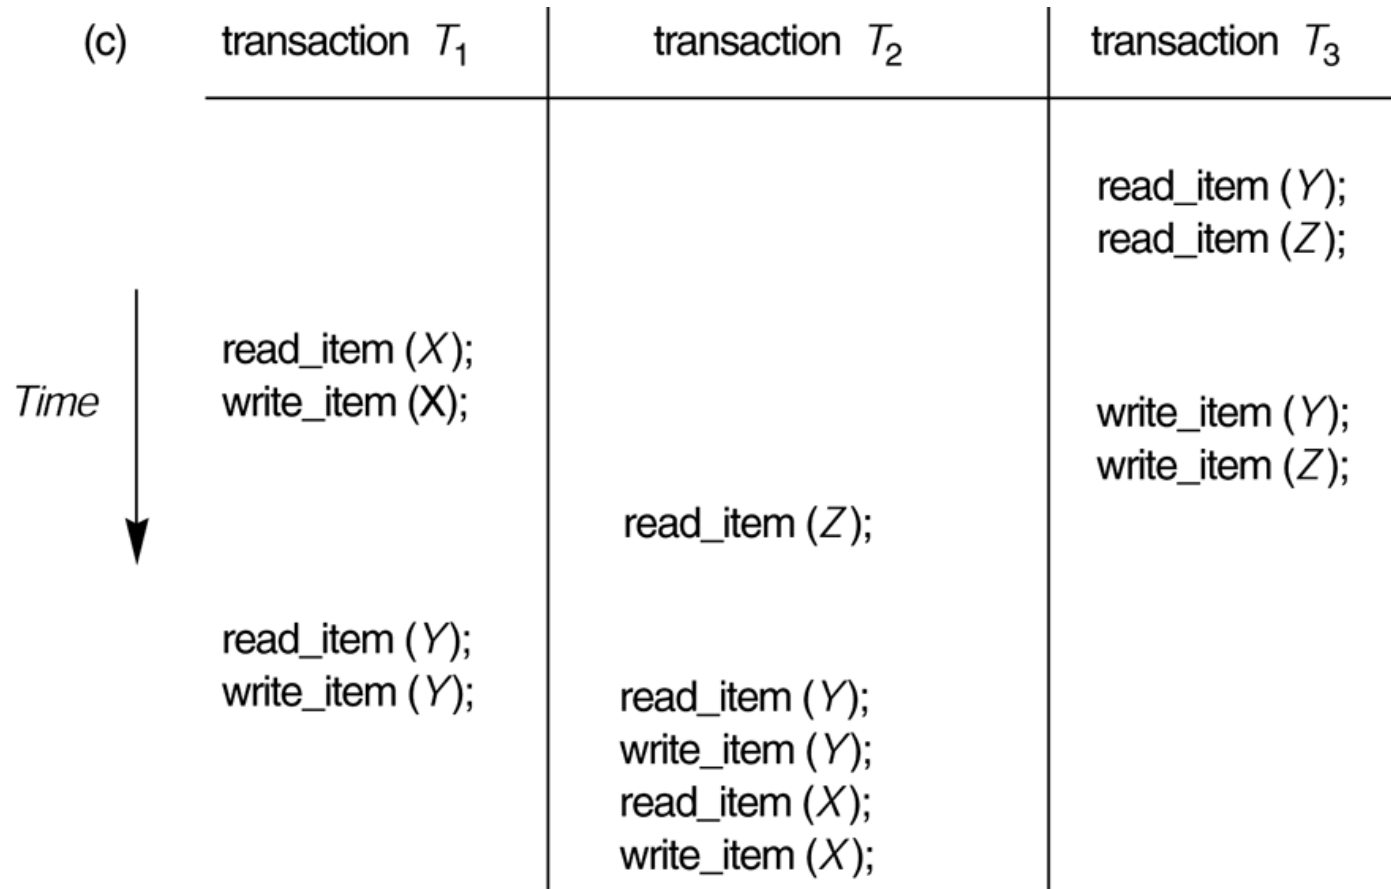 (c) transaction T1 transaction T2 transaction T3
read_item (Y);
read_item (Z);
read_item (X);
Time write_item (X); write_item (Y);
write_item (Z);
read_item (Z);
read_item (Y);
write_item (Y); read_item (Y);
write_item (Y);
read_item (X);
write_item (X);